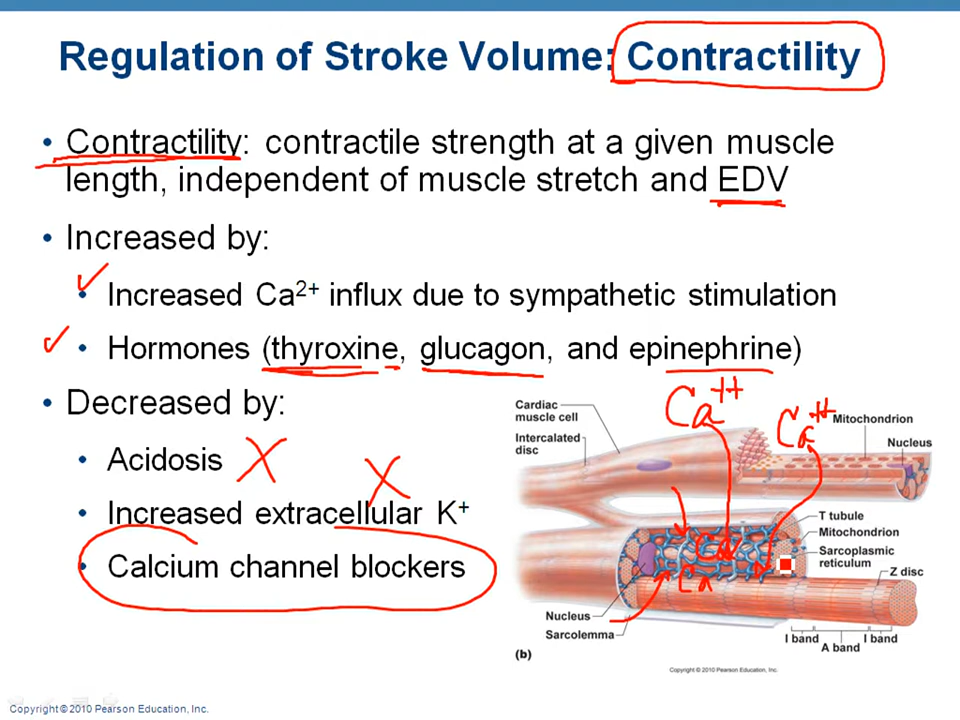 Regulation of Stroke Volume: Contractility
• Contractility: contractile strength at a given muscle
length, independent of muscle stretch and EDV
• Increased by:
• Increased Ca²⁺ influx due to sympathetic stimulation
• Hormones (thyroxine, glucagon, and epinephrine)
• Decreased by:
• Acidosis
• Increased extracellular K⁺
• Calcium channel blockers
Ca⁺⁺
Ca⁺⁺
Cardiac
muscle cell
Intercalated
disc
Mitochondrion
Nucleus
T tubule
Mitochondrion
Sarcoplasmic
reticulum
Z disc
Ca
Ca
Nucleus
Sarcolemma
I band
A band
I band
(b)
Copyright © 2010 Pearson Education, Inc.
Copyright © 2010 Pearson Education, Inc.